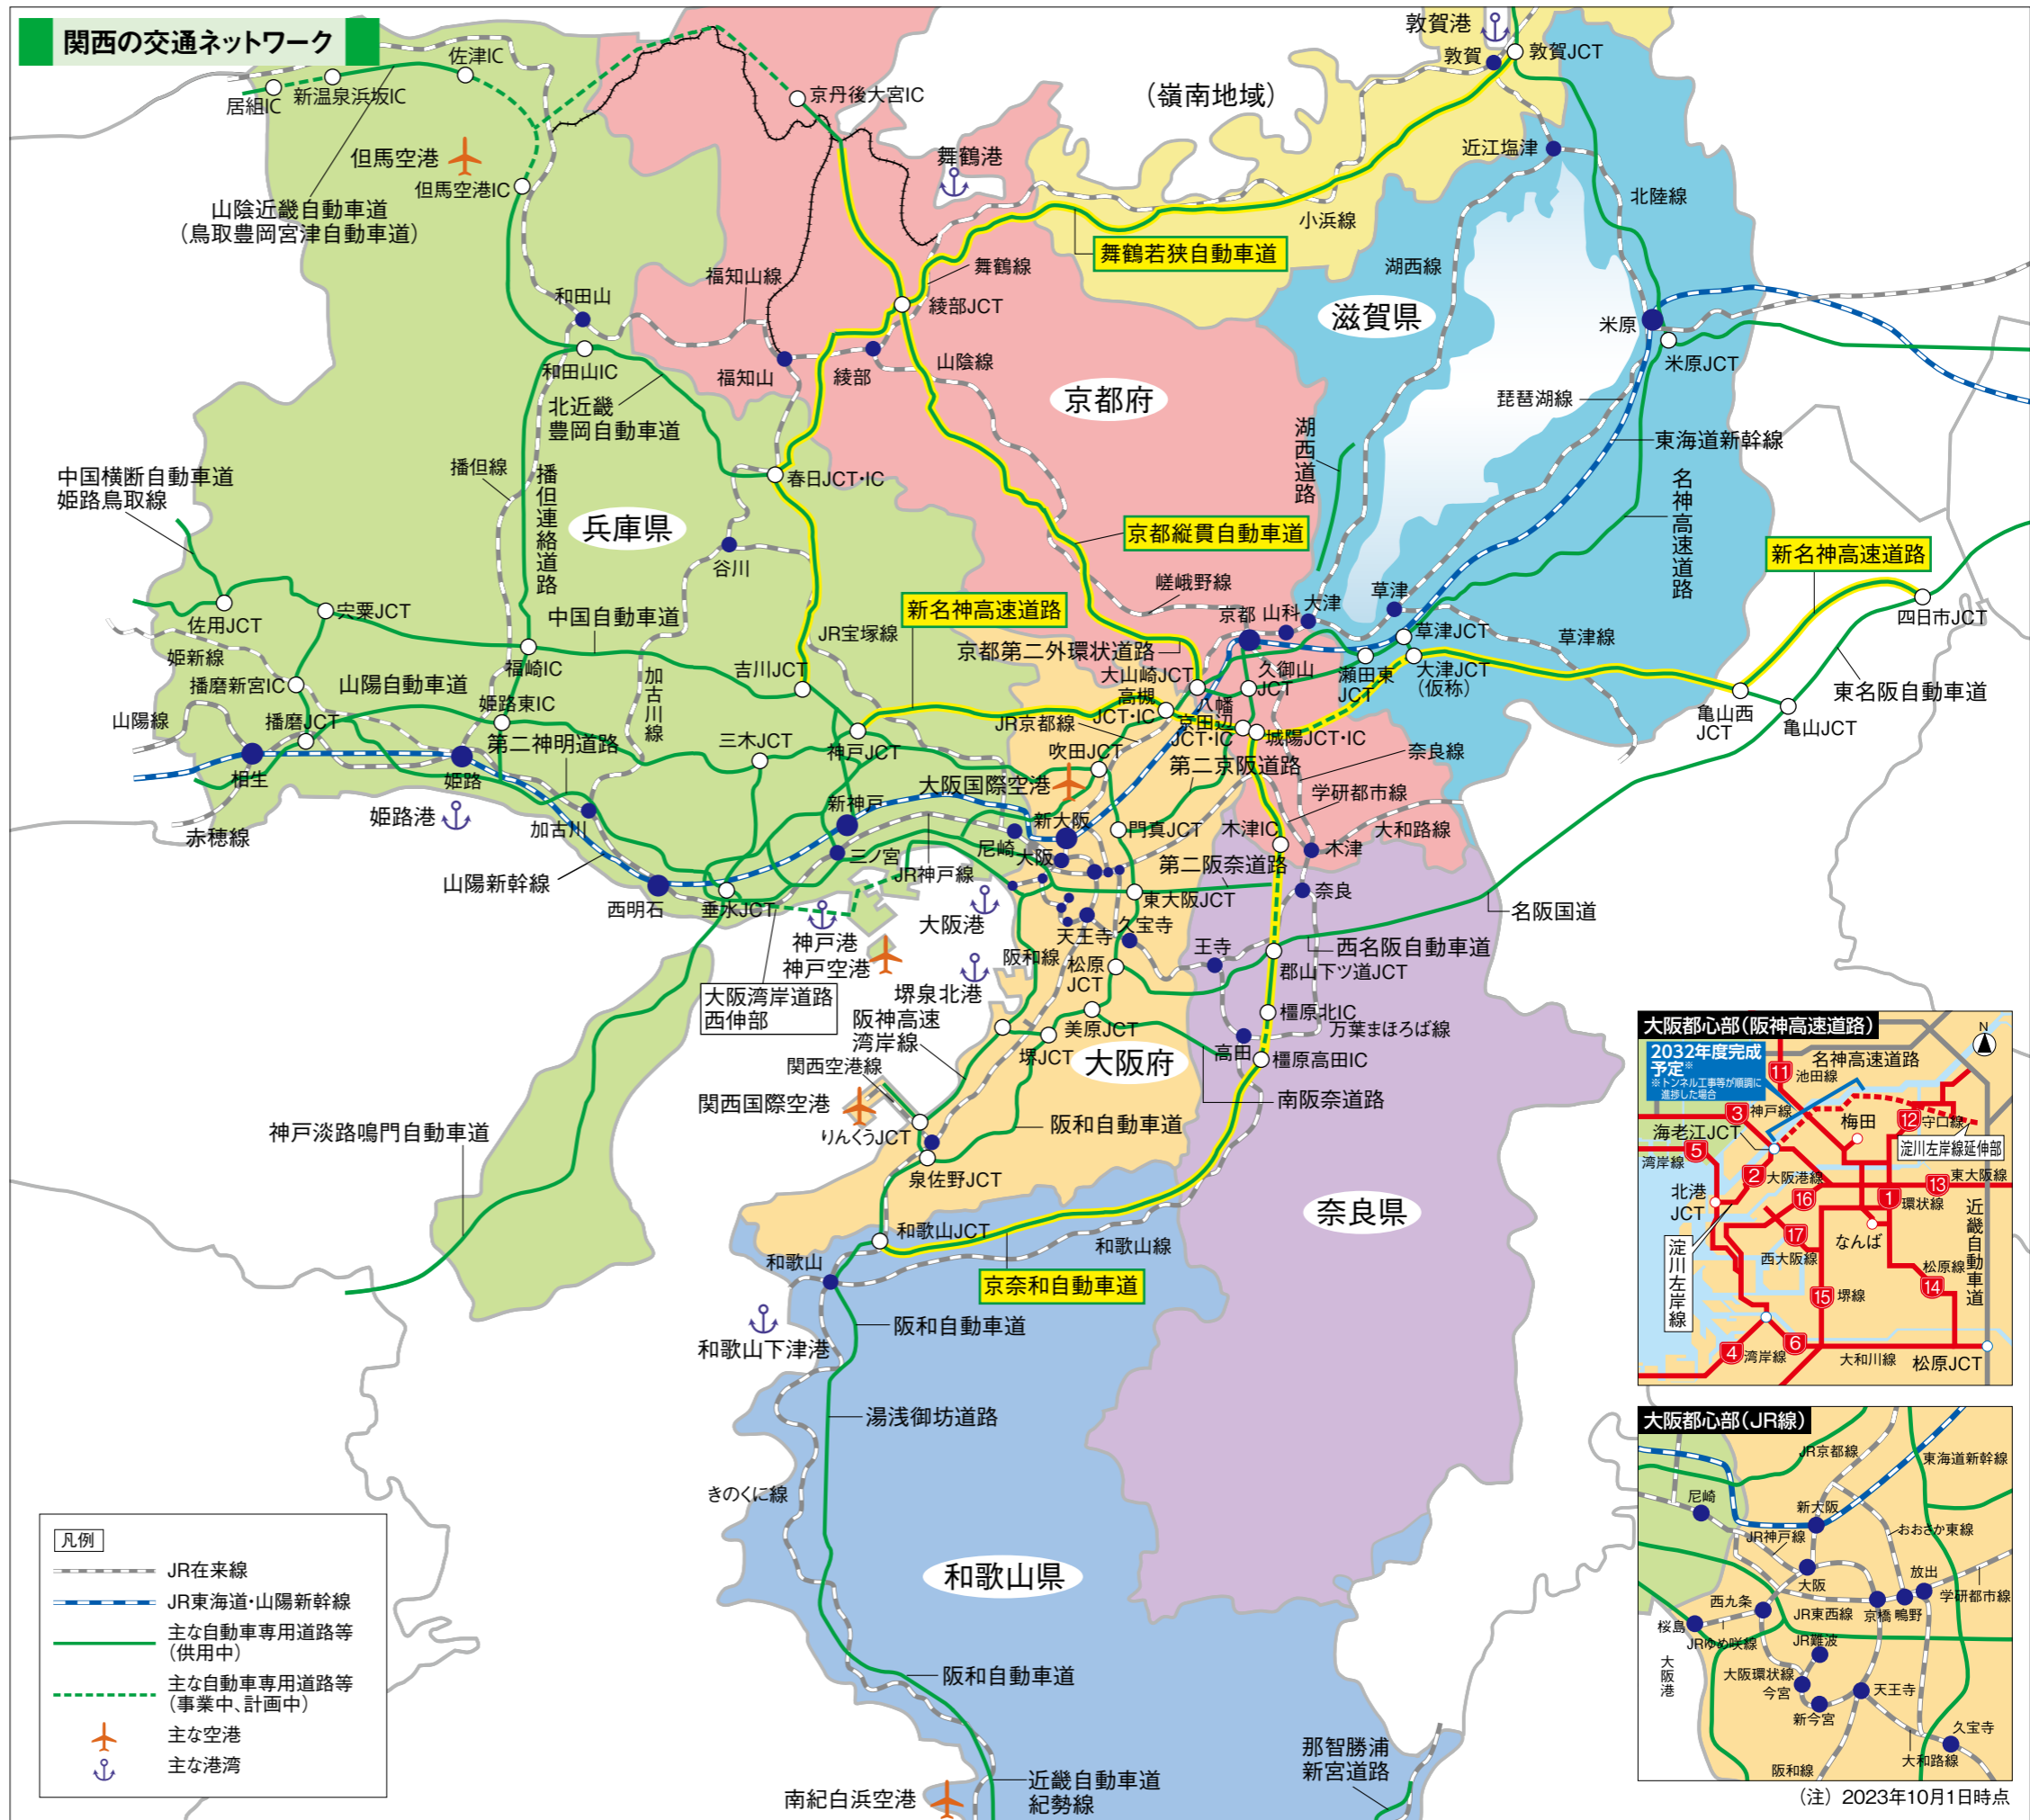 関西の交通ネットワーク
敦賀港
敦賀
敦賀JCT
佐津IC
新温泉浜坂IC
居組IC
京丹後大宮IC
(嶺南地域)
但馬空港
但馬空港IC
舞鶴港
近江塩津
北陸線
山陰近畿自動車道
(鳥取豊岡宮津自動車道)
小浜線
舞鶴若狭自動車道
湖西線
福知山線
舞鶴線
和田山
綾部JCT
滋賀県
米原
米原JCT
和田山IC
福知山
綾部
山陰線
京都府
琵琶湖線
北近畿
豊岡自動車道
東海道新幹線
湖西道路
名神高速道路
中国横断自動車道
姫路鳥取線
播但線
播但連絡道路
春日JCT・IC
兵庫県
京都縦貫自動車道
新名神高速道路
谷川
嵯峨野線
新名神高速道路
京都
山科
大津
草津
四日市JCT
佐用JCT
宍粟JCT
中国自動車道
JR宝塚線
草津JCT
草津線
姫新線
福崎IC
加古川線
吉川JCT
京都第二外環状道路
大山崎JCT
久御山
JCT
瀬田東
JCT
大津JCT
(仮称)
東名阪自動車道
播磨新宮IC
山陽自動車道
高槻
JCT・IC
八幡
京田辺
JCT・IC
城陽JCT・IC
亀山西
JCT
亀山JCT
山陽線
播磨JCT
姫路東IC
第二神明道路
三木JCT
神戸JCT
JR京都線
吹田JCT
第二京阪道路
奈良線
相生
姫路
大阪国際空港
学研都市線
姫路港
新神戸
新大阪
門真JCT
木津IC
大和路線
赤穂線
加古川
三ノ宮
尼崎
大阪
木津
第二阪奈道路
山陽新幹線
JR神戸線
西明石
垂水JCT
東大阪JCT
奈良
名阪国道
神戸港
神戸空港
大阪港
天王寺
久宝寺
王寺
西名阪自動車道
阪和線
松原
JCT
郡山下ツ道JCT
大阪湾岸道路
西伸部
堺泉北港
阪神高速
湾岸線
美原JCT
橿原北IC
万葉まほろば線
堺JCT
大阪府
高田
橿原高田IC
関西空港線
関西国際空港
南阪奈道路
りんくうJCT
阪和自動車道
神戸淡路鳴門自動車道
泉佐野JCT
奈良県
和歌山JCT
和歌山線
和歌山
京奈和自動車道
和歌山下津港
阪和自動車道
湯浅御坊道路
きのくに線
和歌山県
阪和自動車道
那智勝浦
新宮道路
南紀白浜空港
近畿自動車道
紀勢線
凡例
JR在来線
JR東海道・山陽新幹線
主な自動車専用道路等
(供用中)
主な自動車専用道路等
(事業中、計画中)
主な空港
主な港湾
大阪都心部(阪神高速道路)
N
2032年度完成
予定※
※トンネル工事等が順調に
進捗した場合
名神高速道路
11
池田線
3
神戸線
梅田
12
守口線
海老江JCT
淀川左岸線延伸部
5
湾岸線
2
大阪港線
13
東大阪線
北港
JCT
16
1
環状線
近畿自動車道
17
西大阪線
なんば
淀川左岸線
松原線
14
15
堺線
4
湾岸線
6
大和川線
松原JCT
大阪都心部(JR線)
JR京都線
東海道新幹線
尼崎
新大阪
JR神戸線
おおさか東線
大阪
放出
学研都市線
西九条
JR東西線
京橋
鴫野
桜島
JRゆめ咲線
JR難波
大阪港
大阪環状線
今宮
天王寺
新今宮
久宝寺
大和路線
阪和線
(注) 2023年10月1日時点